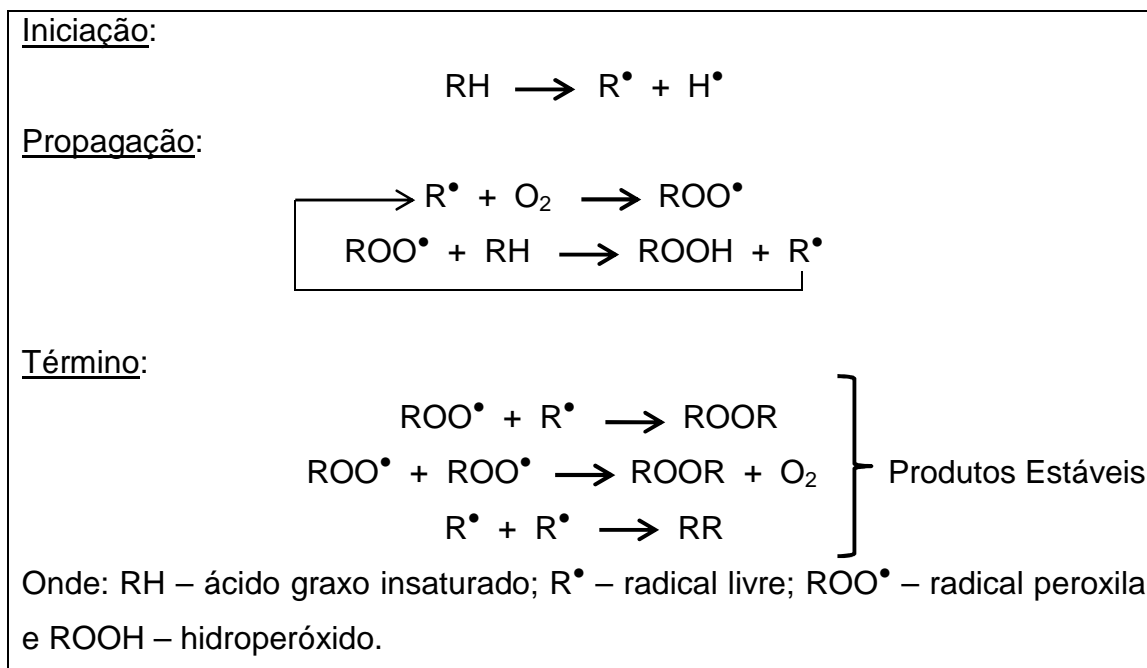 Iniciação:
RH ⟶ R• + H•
Propagação:
R• + O₂ ⟶ ROO•
ROO• + RH ⟶ ROOH + R•
Término:
ROO• + R• ⟶ ROOR
ROO• + ROO• ⟶ ROOR + O₂
Produtos Estáveis
R• + R• ⟶ RR
Onde: RH – ácido graxo insaturado; R• – radical livre; ROO• – radical peroxila
e ROOH – hidroperóxido.